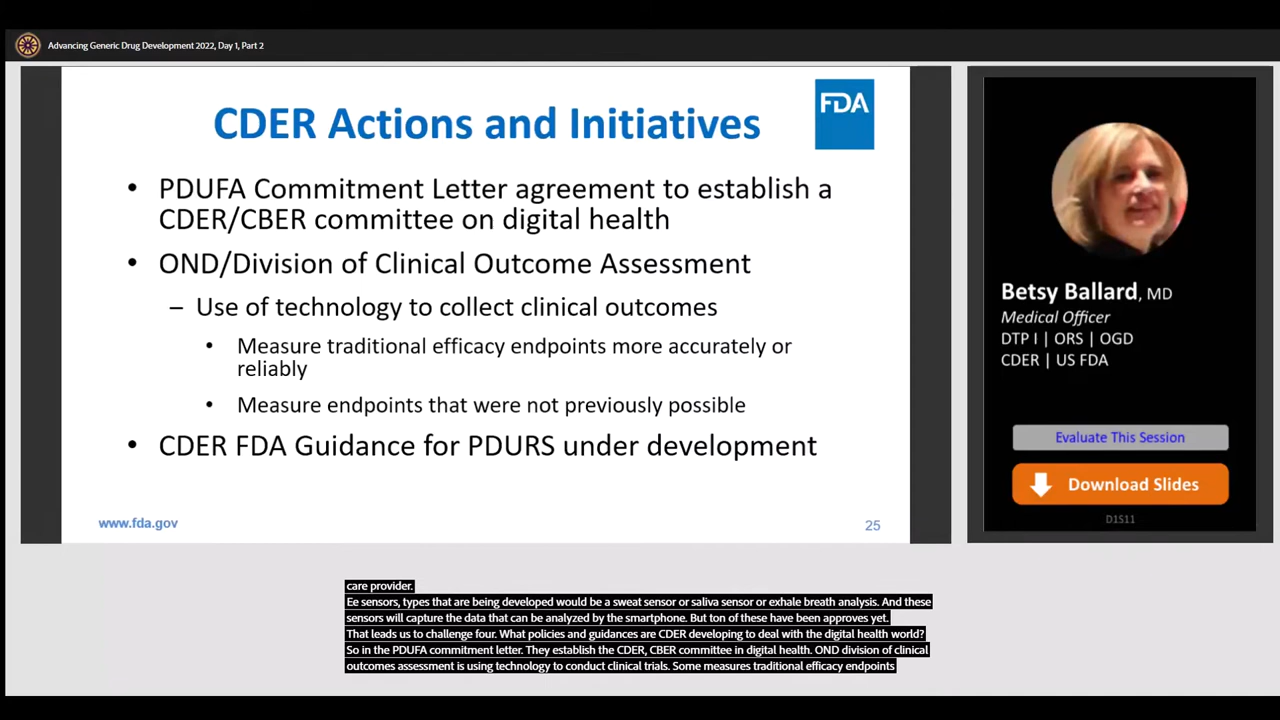 Advancing Generic Drug Development 2022, Day 1, Part 2
CDER Actions and Initiatives
FDA
• PDUFA Commitment Letter agreement to establish a
CDER/CBER committee on digital health
• OND/Division of Clinical Outcome Assessment
– Use of technology to collect clinical outcomes
• Measure traditional efficacy endpoints more accurately or
reliably
• Measure endpoints that were not previously possible
• CDER FDA Guidance for PDURS under development
www.fda.gov
25
Betsy Ballard, MD
Medical Officer
DTP I | ORS | OGD
CDER | US FDA
Evaluate This Session
Download Slides
D1S11
care provider.
Ee sensors, types that are being developed would be a sweat sensor or saliva sensor or exhale breath analysis. And these
sensors will capture the data that can be analyzed by the smartphone. But ton of these have been approves yet.
That leads us to challenge four. What policies and guidances are CDER developing to deal with the digital health world?
So in the PDUFA commitment letter. They establish the CDER, CBER committee in digital health. OND division of clinical
outcomes assessment is using technology to conduct clinical trials. Some measures traditional efficacy endpoints